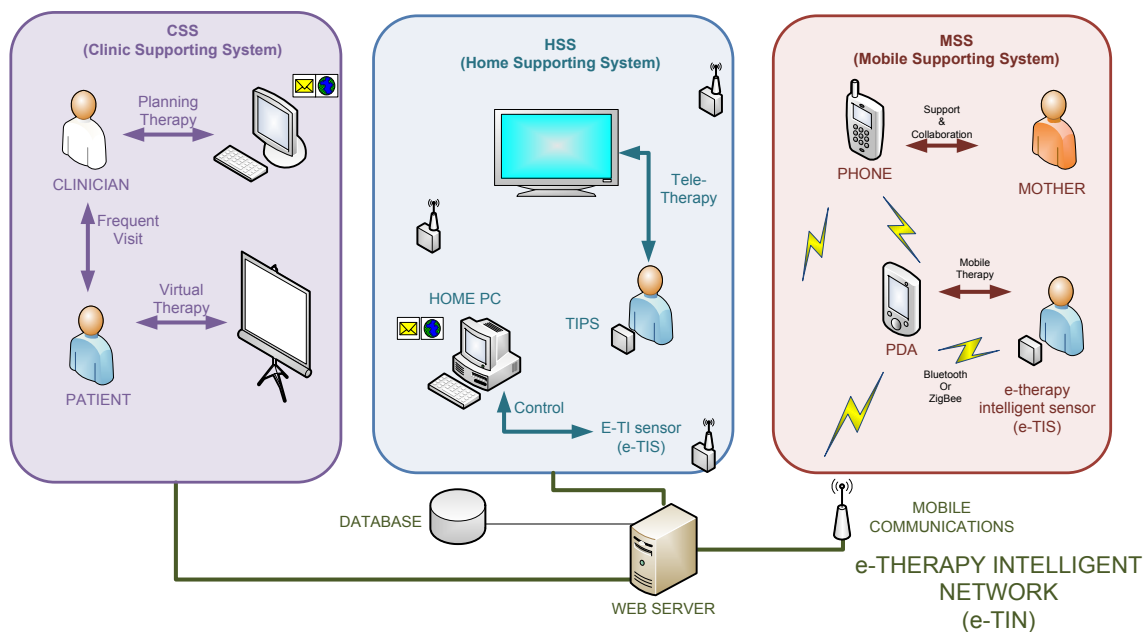 CSS
(Clinic Supporting System)
Planning
Therapy
CLINICIAN
Frequent
Visit
Virtual
Therapy
PATIENT
HSS
(Home Supporting System)
Tele-
Therapy
HOME PC
TIPS
Control
E-TI sensor
(e-TIS)
MSS
(Mobile Supporting System)
Support
&
Collaboration
PHONE
MOTHER
Mobile
Therapy
PDA
Bluetooth
Or
ZigBee
e-therapy
intelligent sensor
(e-TIS)
DATABASE
WEB SERVER
MOBILE
COMMUNICATIONS
e-THERAPY INTELLIGENT
NETWORK
(e-TIN)